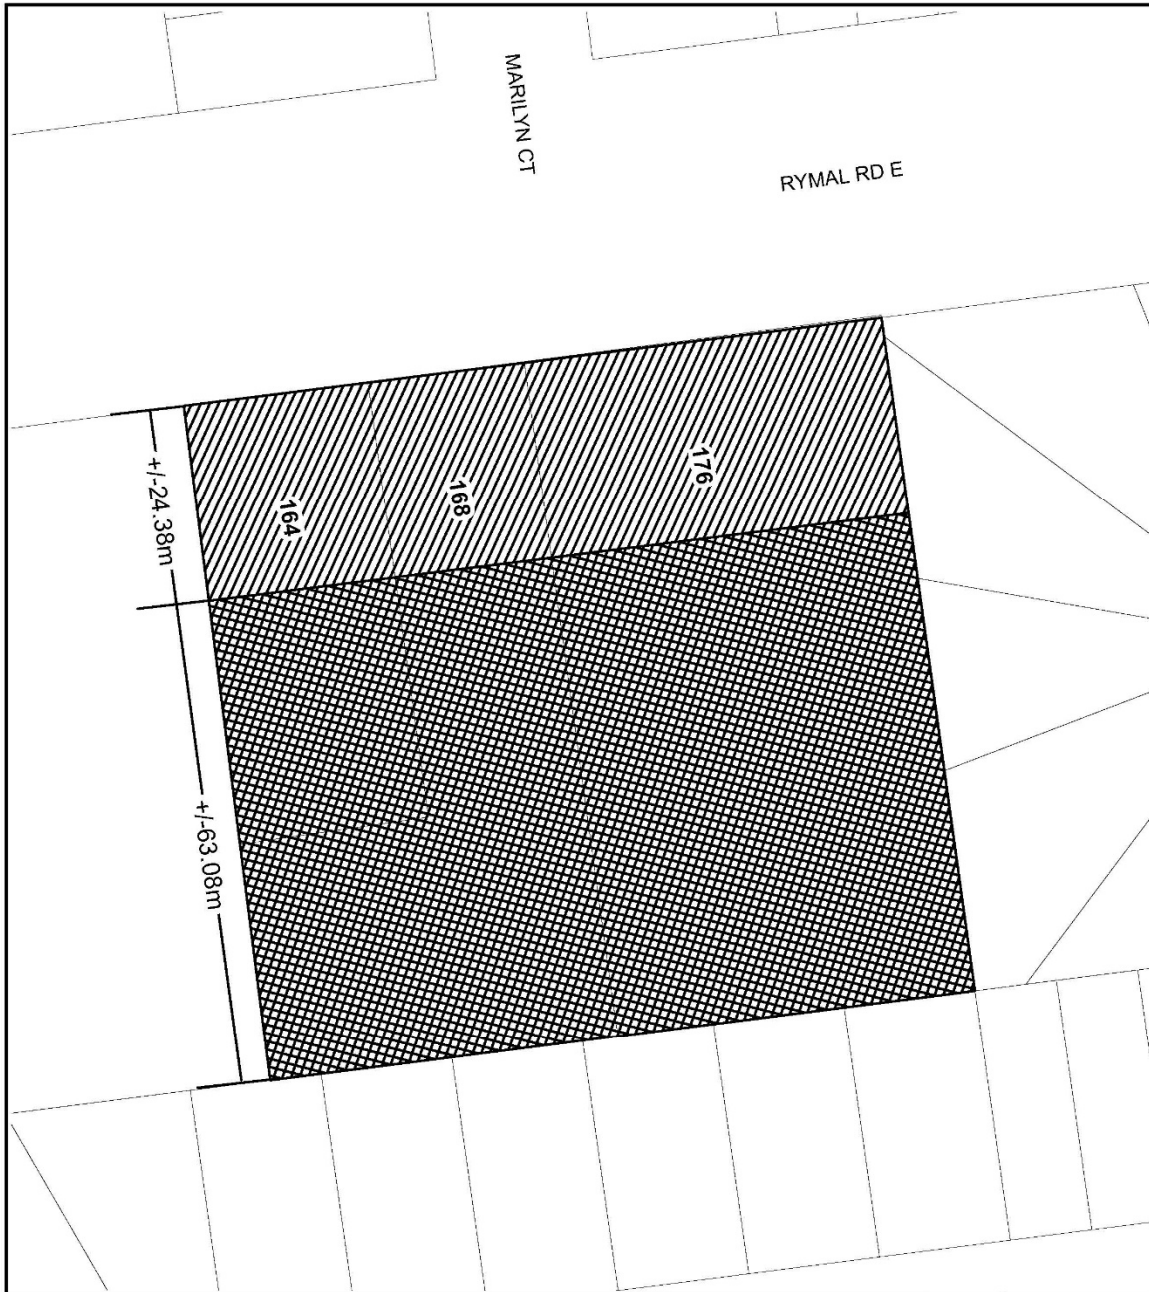 MARILYN CT
RYMAL RD E
176
168
164
+/-24.38m
+/-63.08m